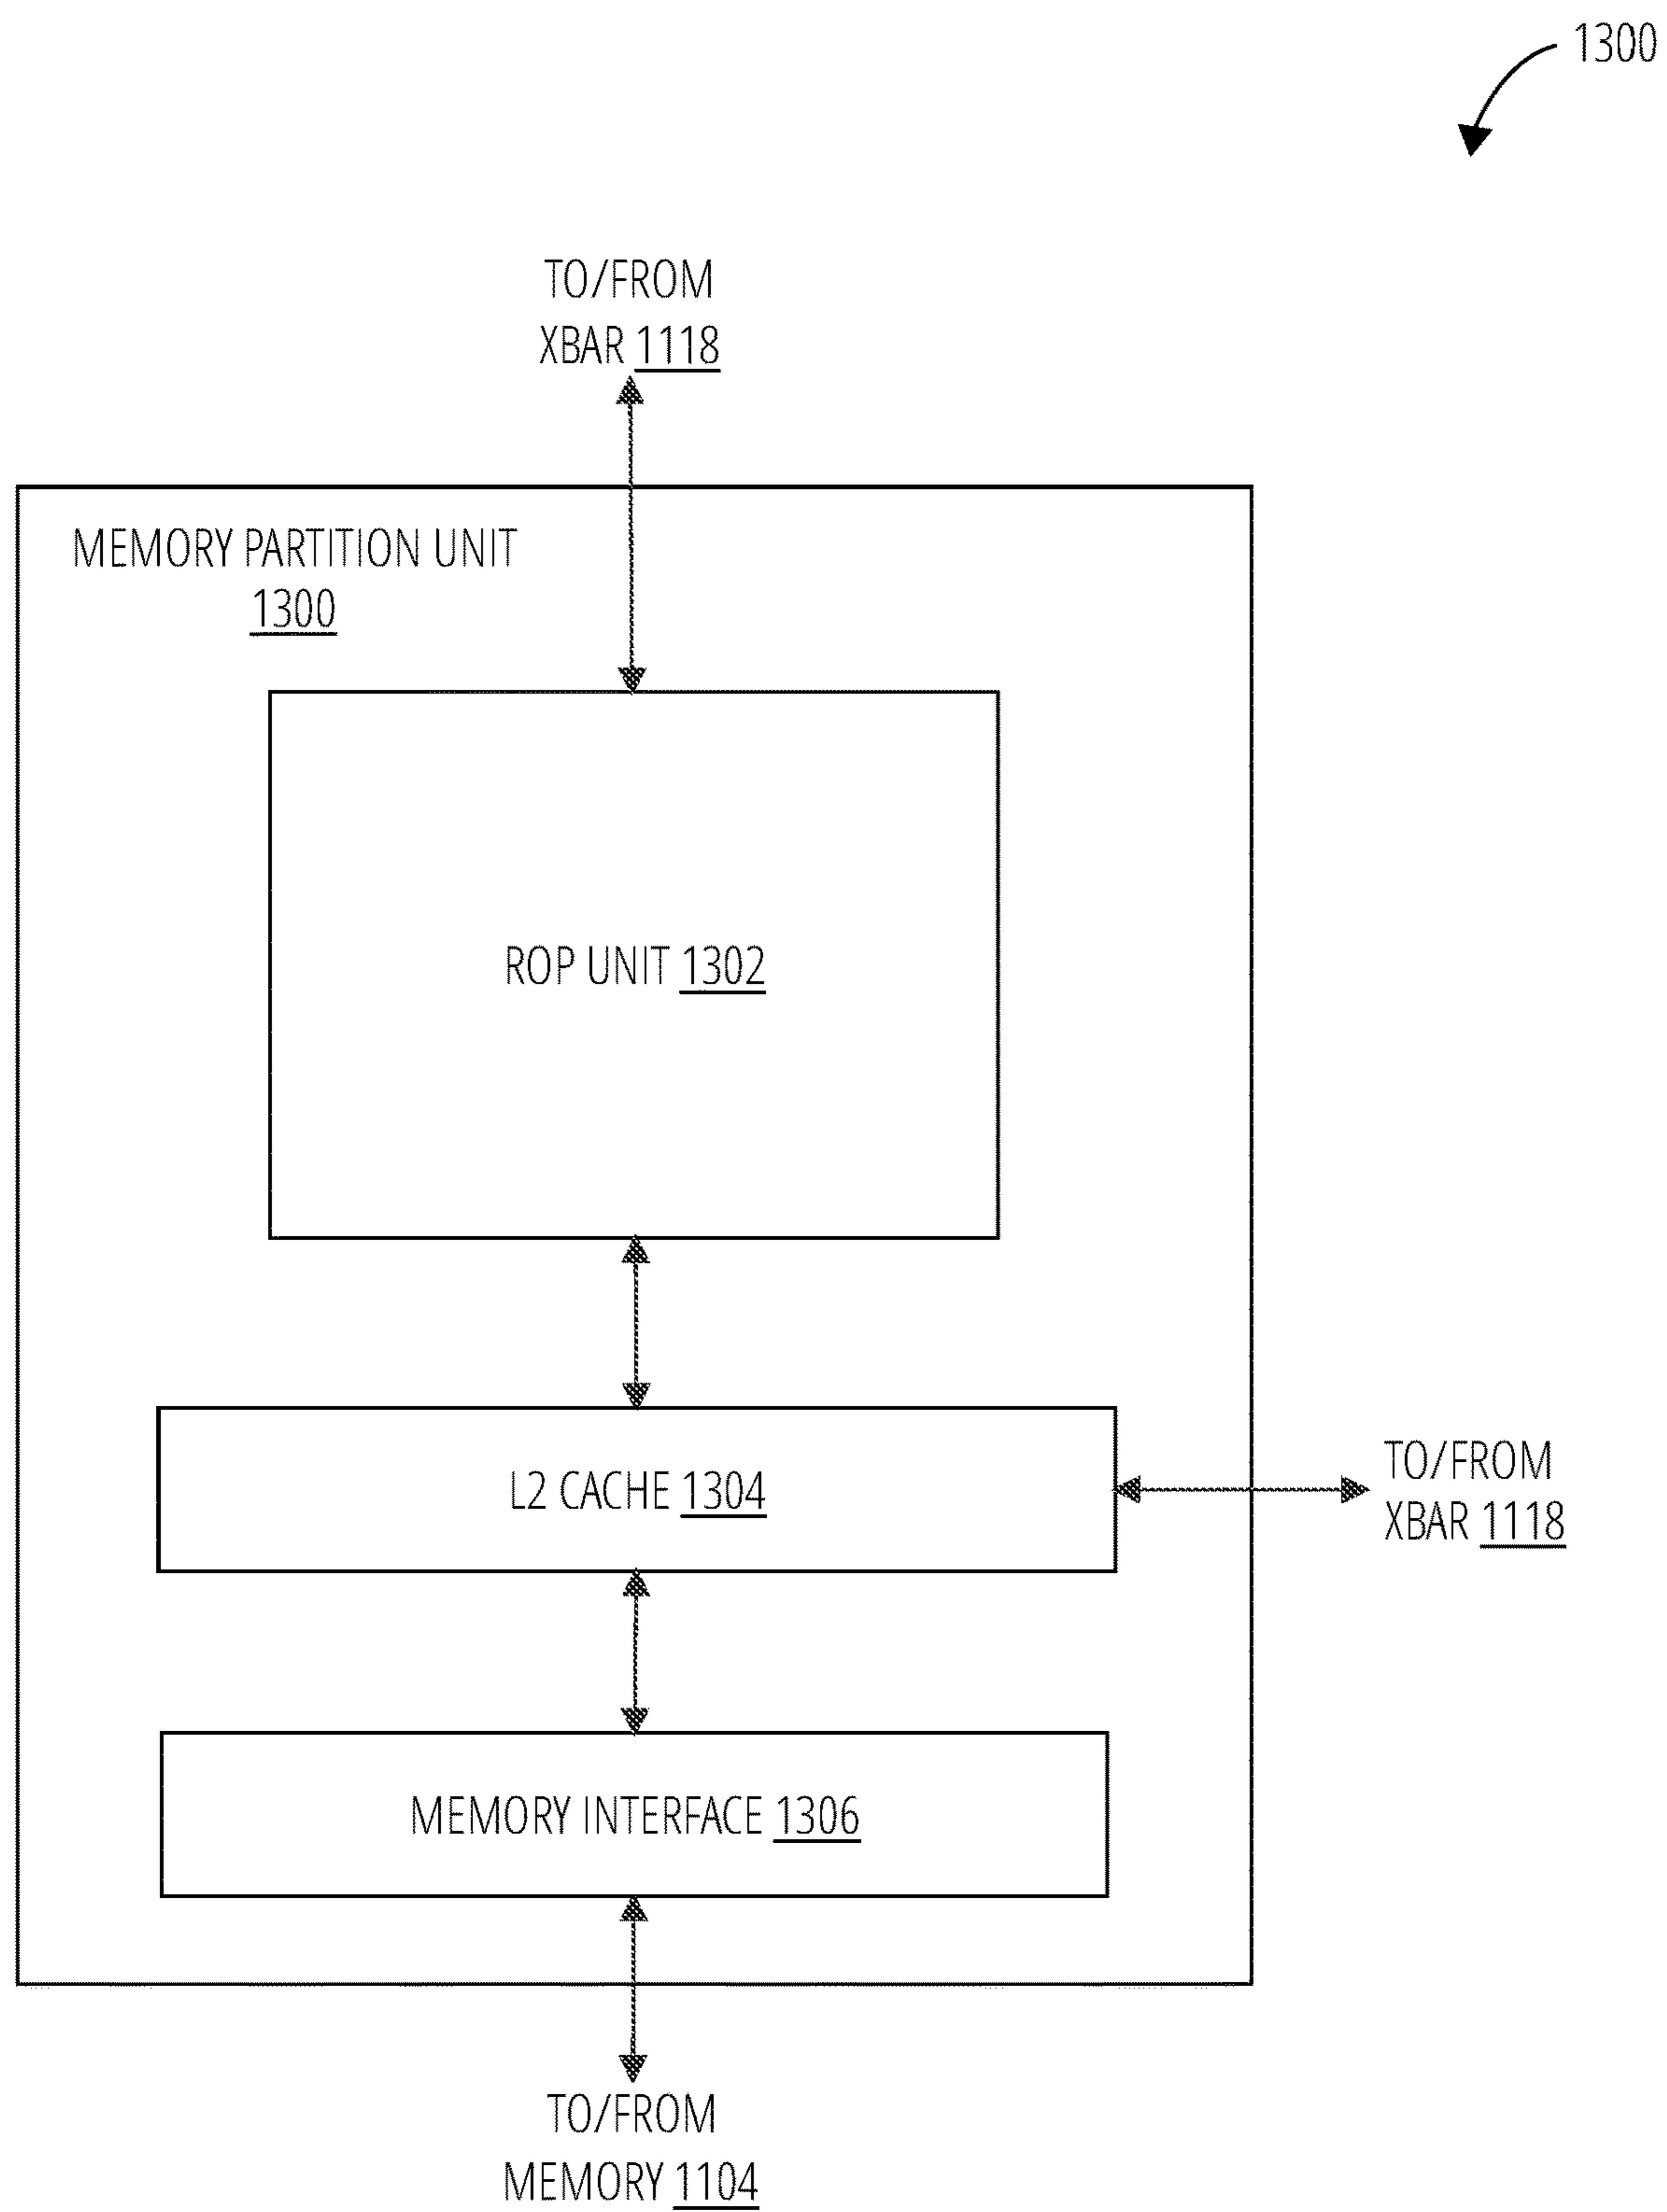 1300
TO/FROM
XBAR 1118
MEMORY PARTITION UNIT
1300
ROP UNIT 1302
L2 CACHE 1304
TO/FROM
XBAR 1118
MEMORY INTERFACE 1306
TO/FROM
MEMORY 1104